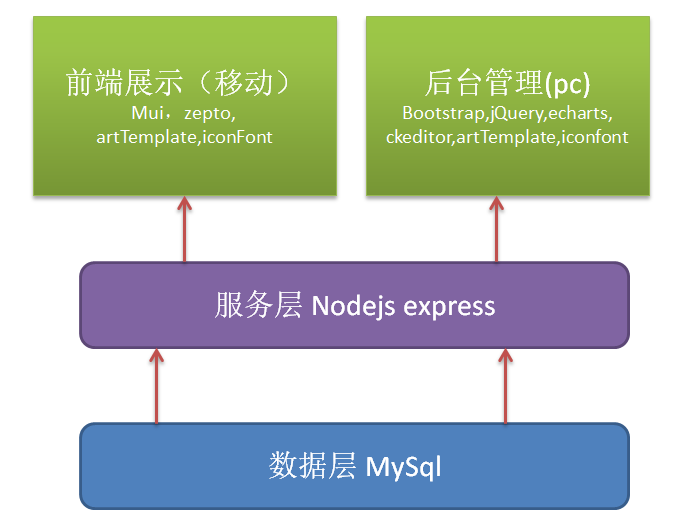 前端展示（移动）
Mui，zepto,
artTemplate,iconFont
后台管理(pc)
Bootstrap,jQuery,echarts,
ckeditor,artTemplate,iconfont
服务层 Nodejs express
数据层 MySql